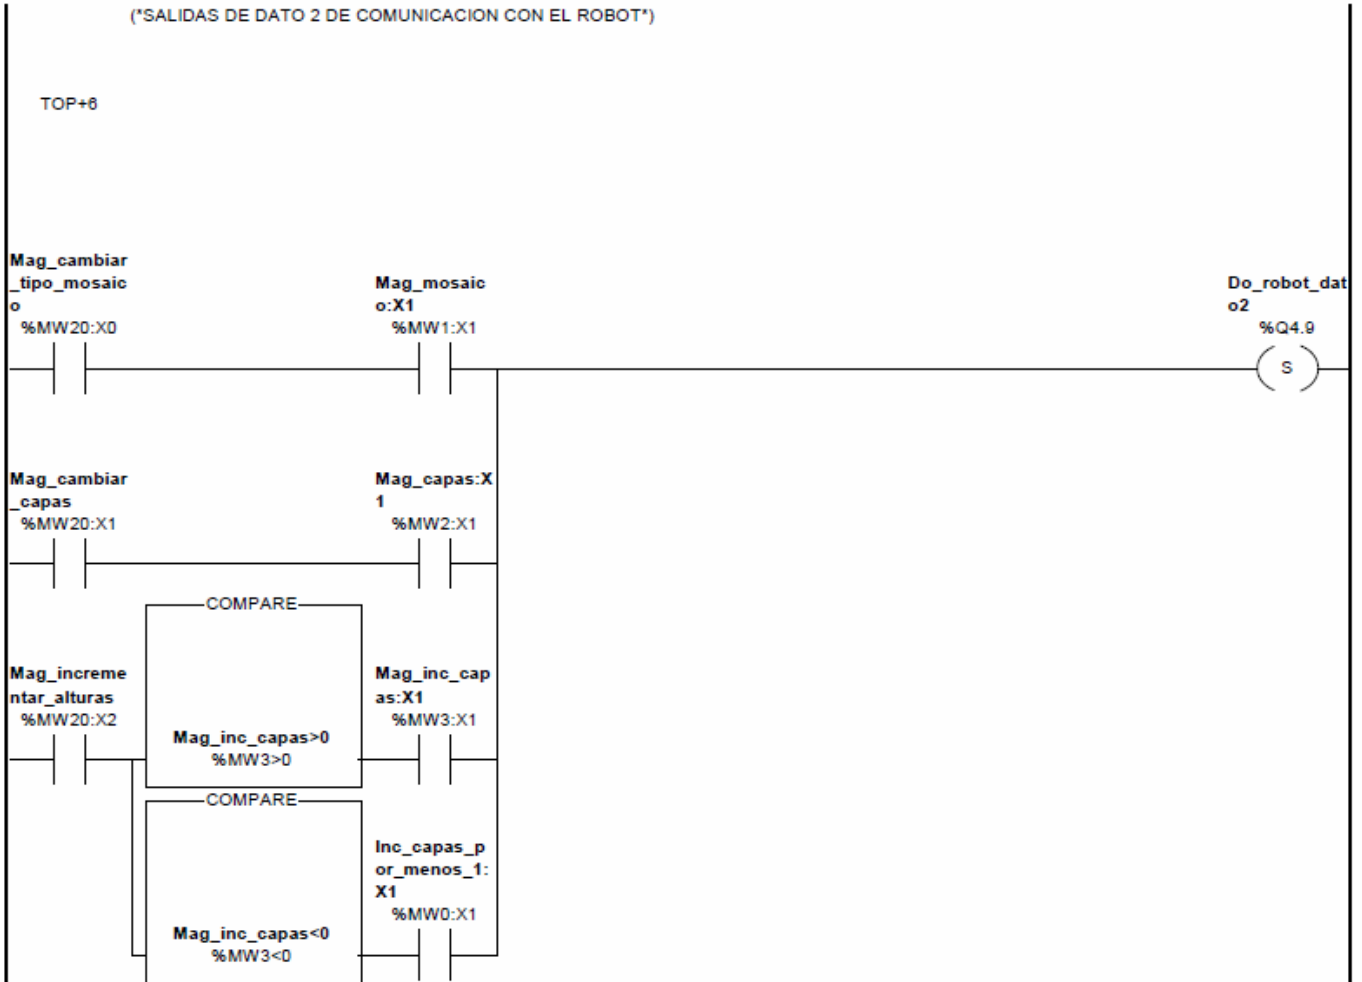 (*SALIDAS DE DATO 2 DE COMUNICACION CON EL ROBOT*)
TOP+6
Mag_cambiar
_tipo_mosaic
o
%MW20:X0
Mag_mosaic
o:X1
%MW1:X1
Do_robot_dat
o2
%Q4.9
S
Mag_cambiar
_capas
%MW20:X1
Mag_capas:X
1
%MW2:X1
COMPARE
Mag_increme
ntar_alturas
%MW20:X2
Mag_inc_capas>0
%MW3>0
Mag_inc_cap
as:X1
%MW3:X1
COMPARE
Mag_inc_capas<0
%MW3<0
Inc_capas_p
or_menos_1:
X1
%MW0:X1